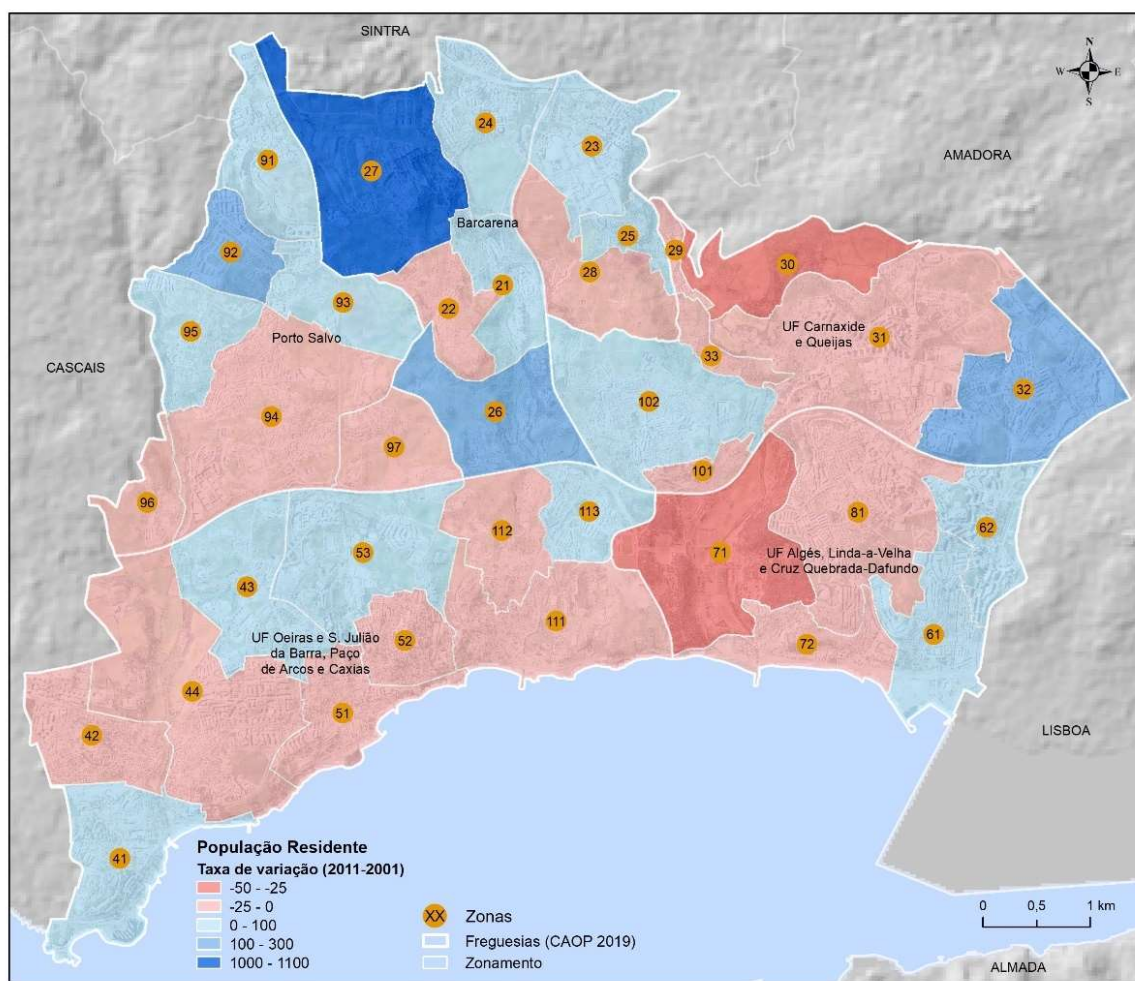 SINTRA
N
W E
S
24
23
91
27
AMADORA
Barcarena
92
25
29
30
28
21
93
22
95
Porto Salvo
UF Carnaxide
e Queijas
31
33
CASCAIS
32
102
26
94
97
101
96
113
81
62
112
53
71
UF Algés, Linda-a-Velha
e Cruz Quebrada-Dafundo
43
111
61
UF Oeiras e S. Julião
da Barra, Paço
de Arcos e Caxias
52
72
44
51
42
LISBOA
41
População Residente
Taxa de variação (2011-2001)
-50 - -25
-25 - 0
0 - 100
100 - 300
1000 - 1100
XX Zonas
Freguesias (CAOP 2019)
Zonamento
0 0,5 1 km
ALMADA